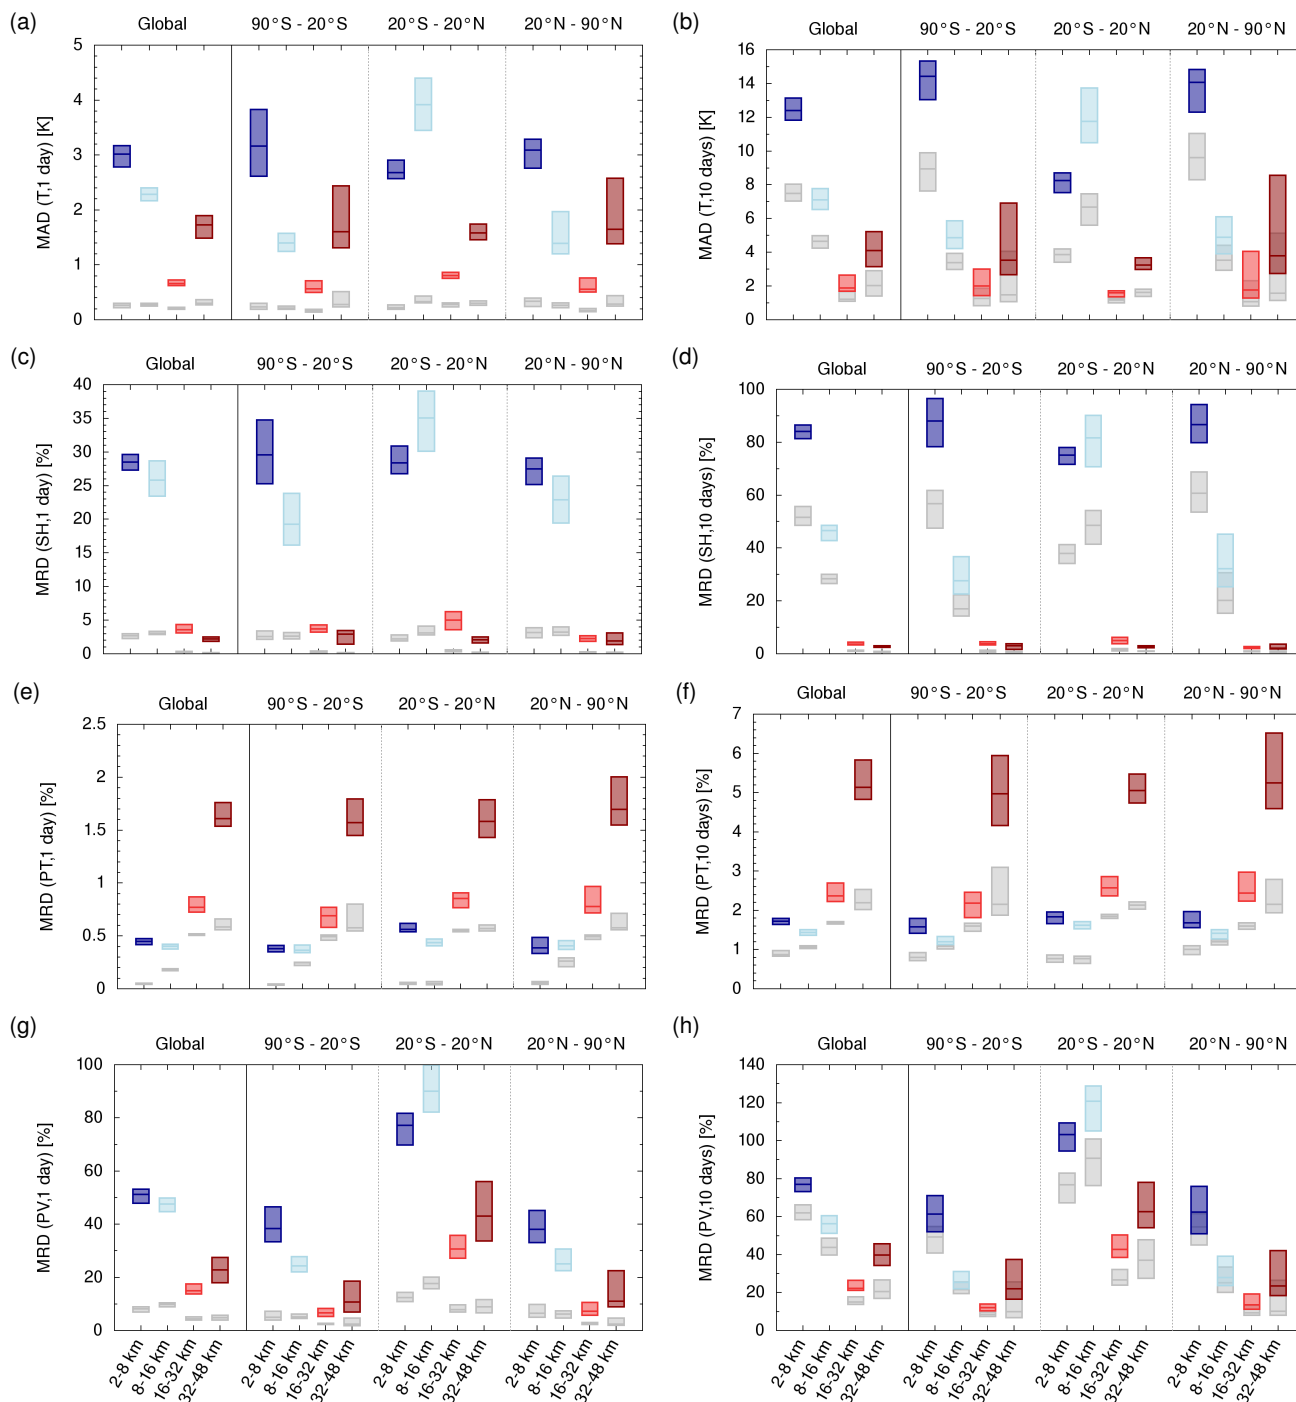 (a)
Global
90°S - 20°S
20°S - 20°N
20°N - 90°N
MAD (T,1 day) [K]
5
4
3
2
1
0
(b)
Global
90°S - 20°S
20°S - 20°N
20°N - 90°N
MAD (T,10 days) [K]
16
14
12
10
8
6
4
2
0
(c)
Global
90°S - 20°S
20°S - 20°N
20°N - 90°N
MRD (SH,1 day) [%]
40
35
30
25
20
15
10
5
0
(d)
Global
90°S - 20°S
20°S - 20°N
20°N - 90°N
MRD (SH,10 days) [%]
100
80
60
40
20
0
(e)
Global
90°S - 20°S
20°S - 20°N
20°N - 90°N
MRD (PT,1 day) [%]
2.5
2
1.5
1
0.5
0
(f)
Global
90°S - 20°S
20°S - 20°N
20°N - 90°N
MRD (PT,10 days) [%]
7
6
5
4
3
2
1
0
(g)
Global
90°S - 20°S
20°S - 20°N
20°N - 90°N
MRD (PV,1 day) [%]
100
80
60
40
20
0
2-8 km
8-16 km
16-32 km
32-48 km
2-8 km
8-16 km
16-32 km
32-48 km
2-8 km
8-16 km
16-32 km
32-48 km
2-8 km
8-16 km
16-32 km
32-48 km
(h)
Global
90°S - 20°S
20°S - 20°N
20°N - 90°N
MRD (PV,10 days) [%]
140
120
100
80
60
40
20
0
2-8 km
8-16 km
16-32 km
32-48 km
2-8 km
8-16 km
16-32 km
32-48 km
2-8 km
8-16 km
16-32 km
32-48 km
2-8 km
8-16 km
16-32 km
32-48 km